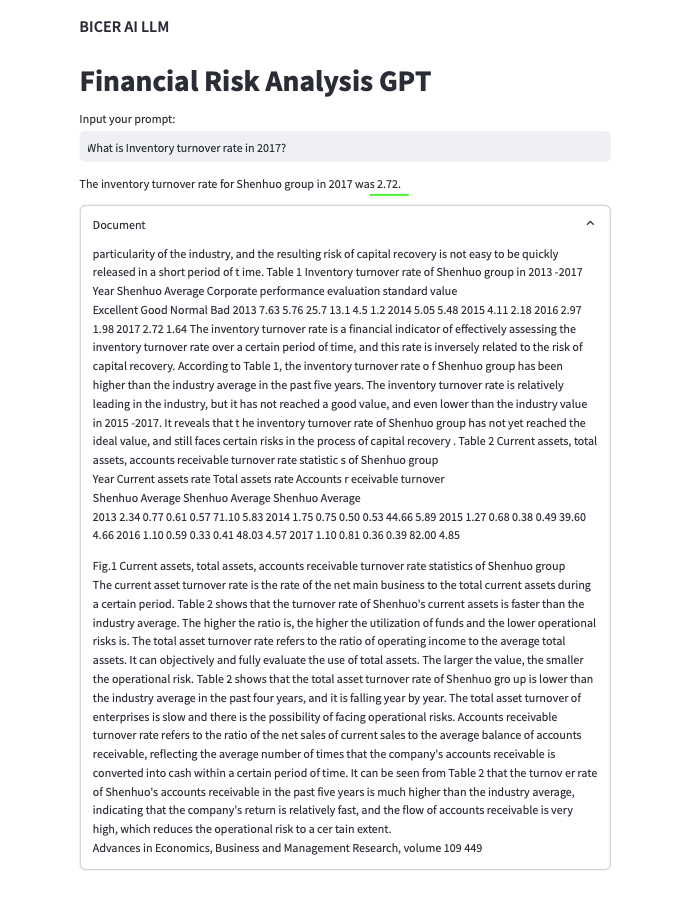 BICER AI LLM
Financial Risk Analysis GPT
Input your prompt:
What is Inventory turnover rate in 2017?
The inventory turnover rate for Shenhuo group in 2017 was 2.72.
Document
particularity of the industry, and the resulting risk of capital recovery is not easy to be quickly
released in a short period of t ime. Table 1 Inventory turnover rate of Shenhuo group in 2013 -2017
Year Shenhuo Average Corporate performance evaluation standard value
Excellent Good Normal Bad 2013 7.63 5.76 25.7 13.1 4.5 1.2 2014 5.05 5.48 2015 4.11 2.18 2016 2.97
1.98 2017 2.72 1.64 The inventory turnover rate is a financial indicator of effectively assessing the
inventory turnover rate over a certain period of time, and this rate is inversely related to the risk of
capital recovery. According to Table 1, the inventory turnover rate o f Shenhuo group has been
higher than the industry average in the past five years. The inventory turnover rate is relatively
leading in the industry, but it has not reached a good value, and even lower than the industry value
in 2015 -2017. It reveals that t he inventory turnover rate of Shenhuo group has not yet reached the
ideal value, and still faces certain risks in the process of capital recovery . Table 2 Current assets, total
assets, accounts receivable turnover rate statistic s of Shenhuo group
Year Current assets rate Total assets rate Accounts r eceivable turnover
Shenhuo Average Shenhuo Average Shenhuo Average
2013 2.34 0.77 0.61 0.57 71.10 5.83 2014 1.75 0.75 0.50 0.53 44.66 5.89 2015 1.27 0.68 0.38 0.49 39.60
4.66 2016 1.10 0.59 0.33 0.41 48.03 4.57 2017 1.10 0.81 0.36 0.39 82.00 4.85
Fig.1 Current assets, total assets, accounts receivable turnover rate statistics of Shenhuo group
The current asset turnover rate is the rate of the net main business to the total current assets during
a certain period. Table 2 shows that the turnover rate of Shenhuo's current assets is faster than the
industry average. The higher the ratio is, the higher the utilization of funds and the lower operational
risks is. The total asset turnover rate refers to the ratio of operating income to the average total
assets. It can objectively and fully evaluate the use of total assets. The larger the value, the smaller
the operational risk. Table 2 shows that the total asset turnover rate of Shenhuo gro up is lower than
the industry average in the past four years, and it is falling year by year. The total asset turnover of
enterprises is slow and there is the possibility of facing operational risks. Accounts receivable
turnover rate refers to the ratio of the net sales of current sales to the average balance of accounts
receivable, reflecting the average number of times that the company's accounts receivable is
converted into cash within a certain period of time. It can be seen from Table 2 that the turnov er rate
of Shenhuo's accounts receivable in the past five years is much higher than the industry average,
indicating that the company's return is relatively fast, and the flow of accounts receivable is very
high, which reduces the operational risk to a cer tain extent.
Advances in Economics, Business and Management Research, volume 109 449